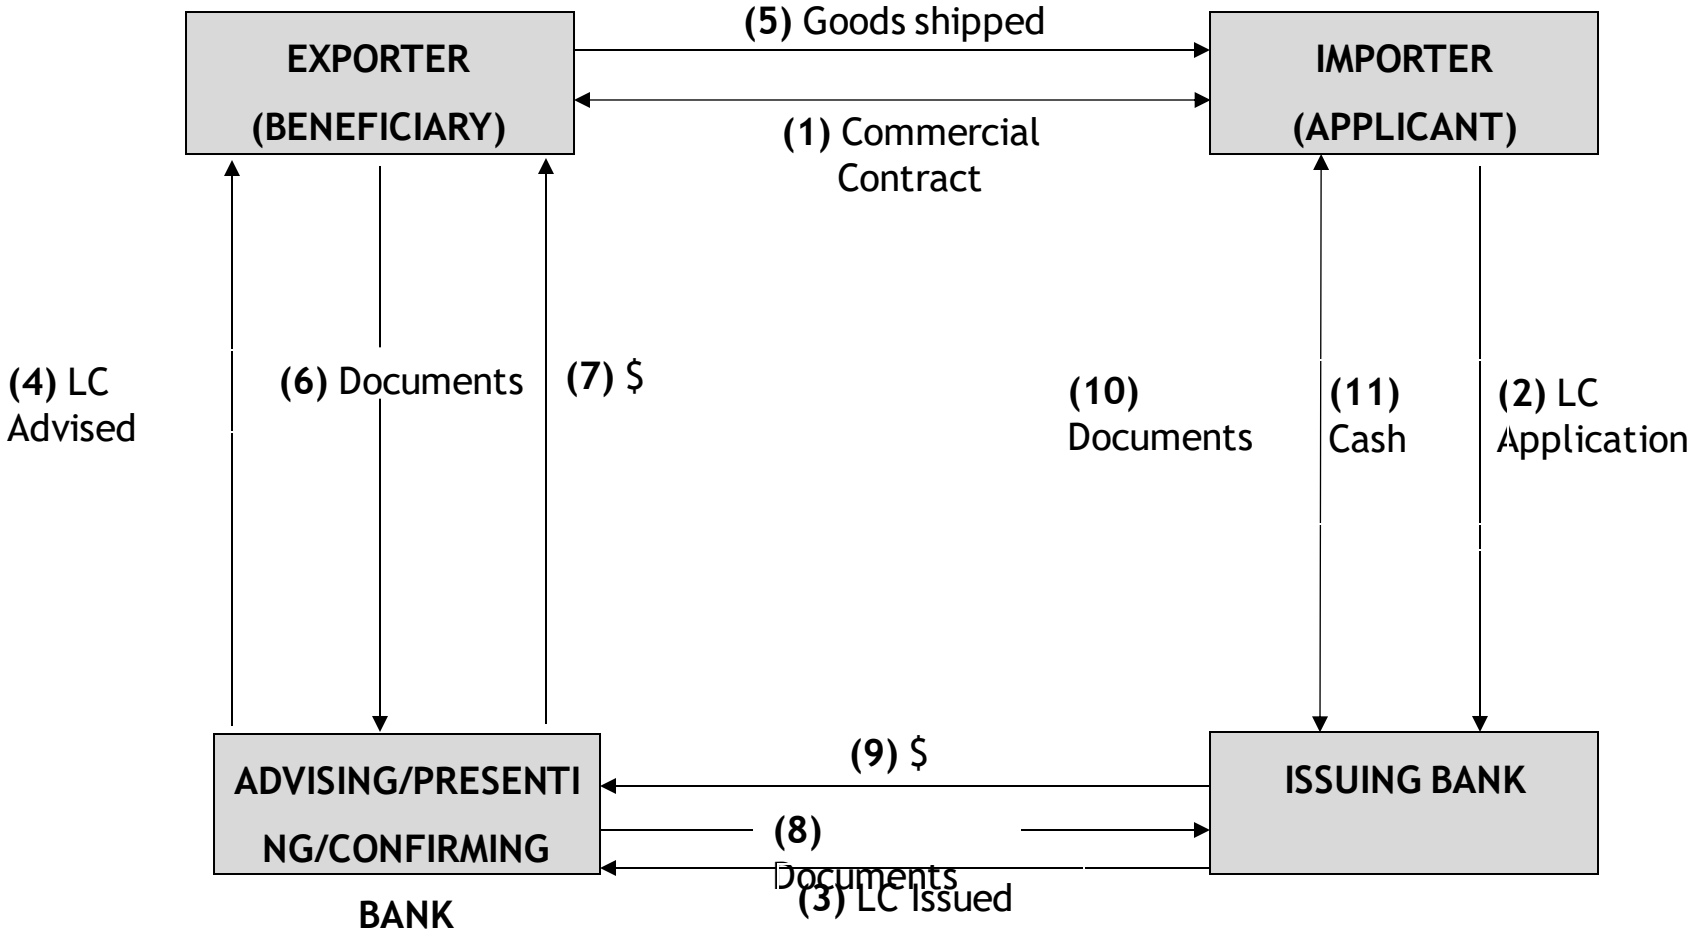 (5) Goods shipped
EXPORTER
(BENEFICIARY)
IMPORTER
(APPLICANT)
(1) Commercial
Contract
(4) LC
Advised
(6) Documents
(7) $
(10)
Documents
(11)
Cash
(2) LC
Application
(9) $
ADVISING/PRESENTI
NG/CONFIRMING
BANK
ISSUING BANK
(8)
Documents
(3) LC Issued